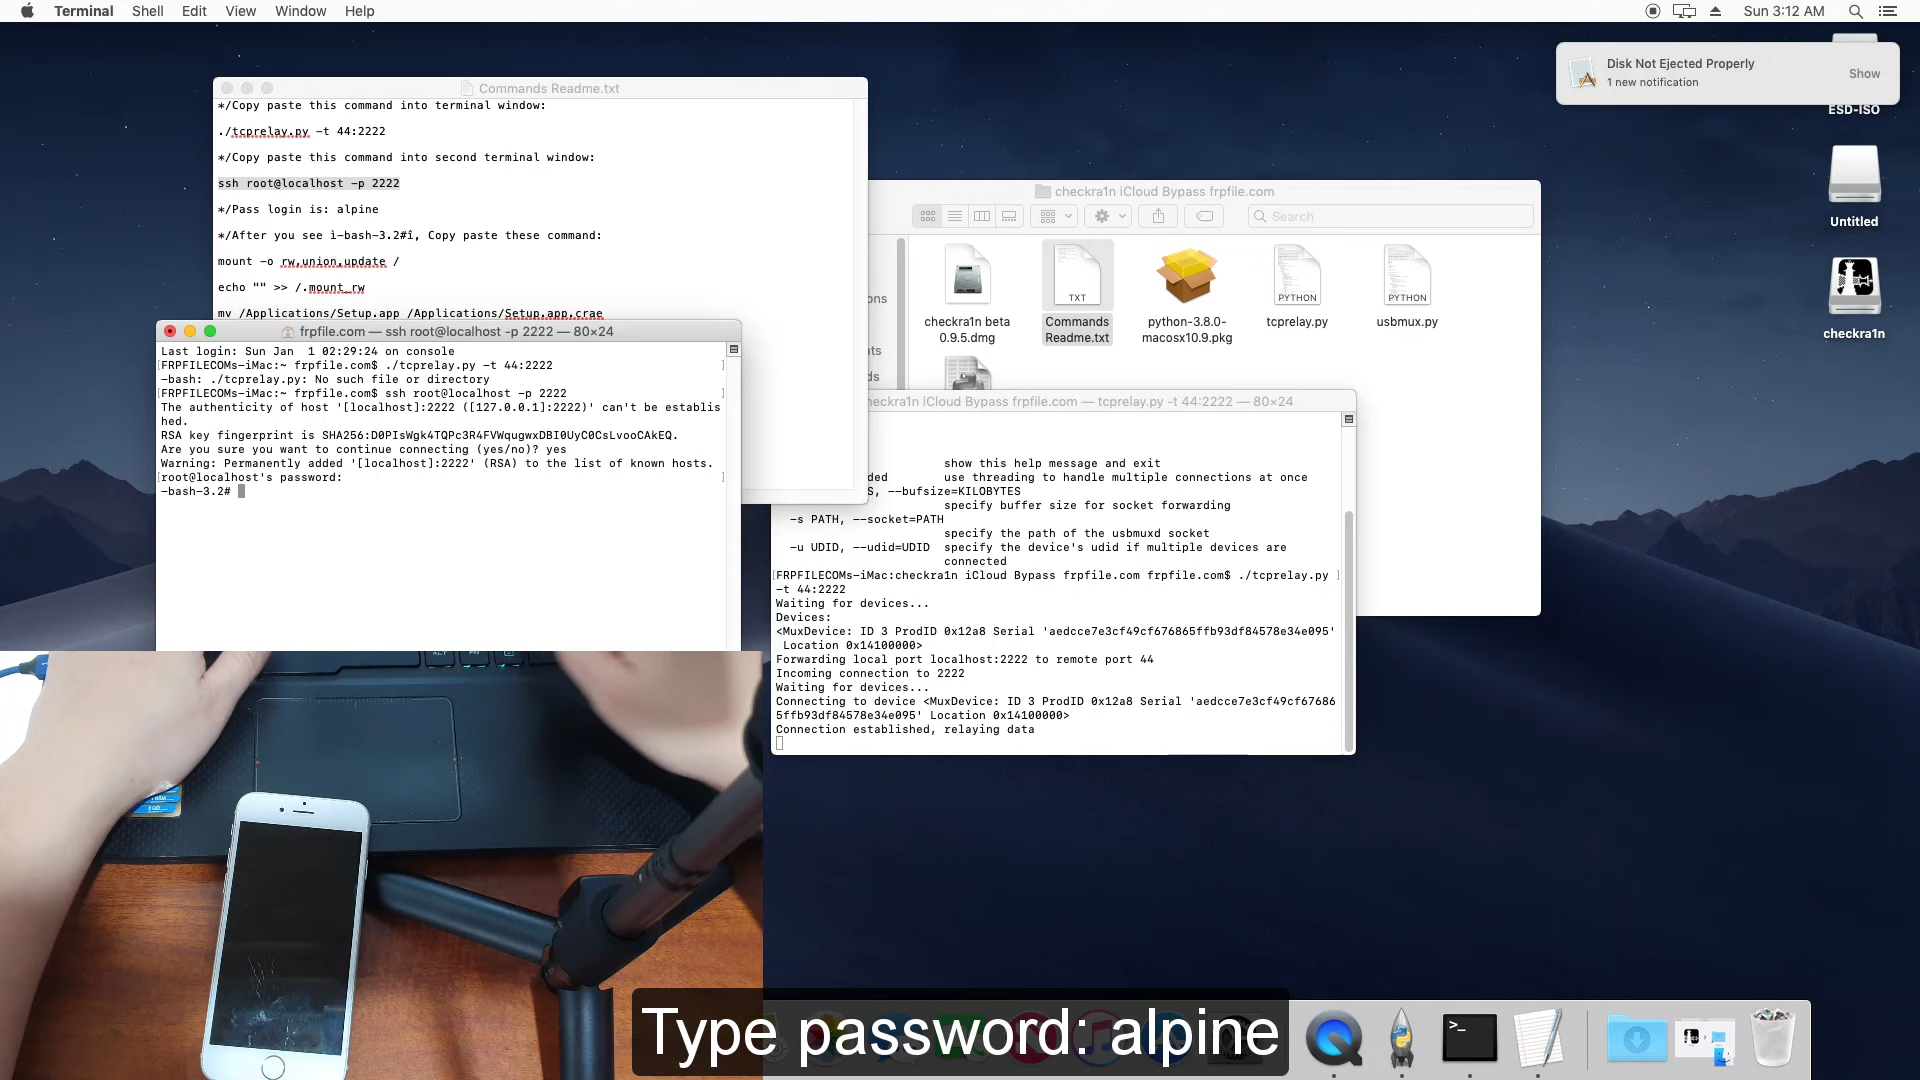 Terminal Shell Edit View Window Help
Sun 3:12 AM
Disk Not Ejected Properly
1 new notification
Show
ESD-ISO
Untitled
checkra1n
Commands Readme.txt
*/Copy paste this command into terminal window:
./tcprelay.py -t 44:2222
*/Copy paste this command into second terminal window:
ssh root@localhost -p 2222
*/Pass login is: alpine
*/After you see ì-bash-3.2#î, Copy paste these command:
mount -o rw,union,update /
echo "" >> /.mount_rw
mv /Applications/Setup.app /Applications/Setup.app.crae
checkra1n iCloud Bypass frpfile.com
Search
ons
nts
ds
TXT
PYTHON
PYTHON
checkra1n beta
0.9.5.dmg
Commands
Readme.txt
python-3.8.0-
macosx10.9.pkg
tcprelay.py
usbmux.py
frpfile.com — ssh root@localhost -p 2222 — 80×24
Last login: Sun Jan  1 02:29:24 on console
[FRPFILECOMs-iMac:~ frpfile.com$ ./tcprelay.py -t 44:2222 ]
-bash: ./tcprelay.py: No such file or directory
[FRPFILECOMs-iMac:~ frpfile.com$ ssh root@localhost -p 2222 ]
The authenticity of host '[localhost]:2222 ([127.0.0.1]:2222)' can't be establis
hed.
RSA key fingerprint is SHA256:D0PIsWgk4TQPc3R4FVWqugwxDBI0UyC0CsLvooCAkEQ.
Are you sure you want to continue connecting (yes/no)? yes
Warning: Permanently added '[localhost]:2222' (RSA) to the list of known hosts.
[root@localhost's password: ]
-bash-3.2#
heckra1n iCloud Bypass frpfile.com — tcprelay.py -t 44:2222 — 80×24
show this help message and exit
ded use threading to handle multiple connections at once
S, --bufsize=KILOBYTES
specify buffer size for socket forwarding
-s PATH, --socket=PATH
specify the path of the usbmuxd socket
-u UDID, --udid=UDID specify the device's udid if multiple devices are
connected
[FRPFILECOMs-iMac:checkra1n iCloud Bypass frpfile.com frpfile.com$ ./tcprelay.py ]
-t 44:2222
Waiting for devices...
Devices:
<MuxDevice: ID 3 ProdID 0x12a8 Serial 'aedcce7e3cf49cf676865ffb93df84578e34e095'
Location 0x14100000>
Forwarding local port localhost:2222 to remote port 44
Incoming connection to 2222
Waiting for devices...
Connecting to device <MuxDevice: ID 3 ProdID 0x12a8 Serial 'aedcce7e3cf49cf67686
5ffb93df84578e34e095' Location 0x14100000>
Connection established, relaying data
Type password: alpine